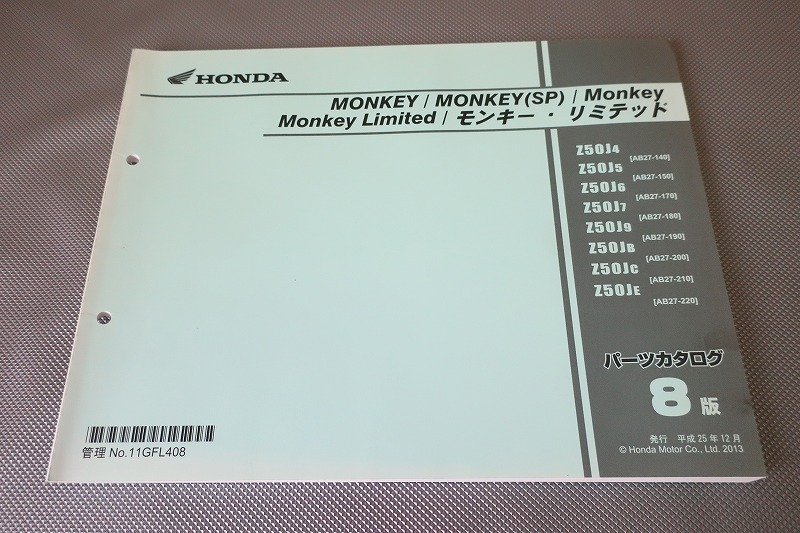 HONDA
MONKEY / MONKEY(SP) / Monkey
Monkey Limited / モンキー・リミテッド
Z50J4 [AB27-140]
Z50J5 [AB27-150]
Z50J6 [AB27-170]
Z50J7 [AB27-180]
Z50J9 [AB27-190]
Z50JB [AB27-200]
Z50JC [AB27-210]
Z50JE [AB27-220]
パーツカタログ
8版
発行 平成25年12月
© Honda Motor Co., Ltd. 2013
管理 No.11GFL408